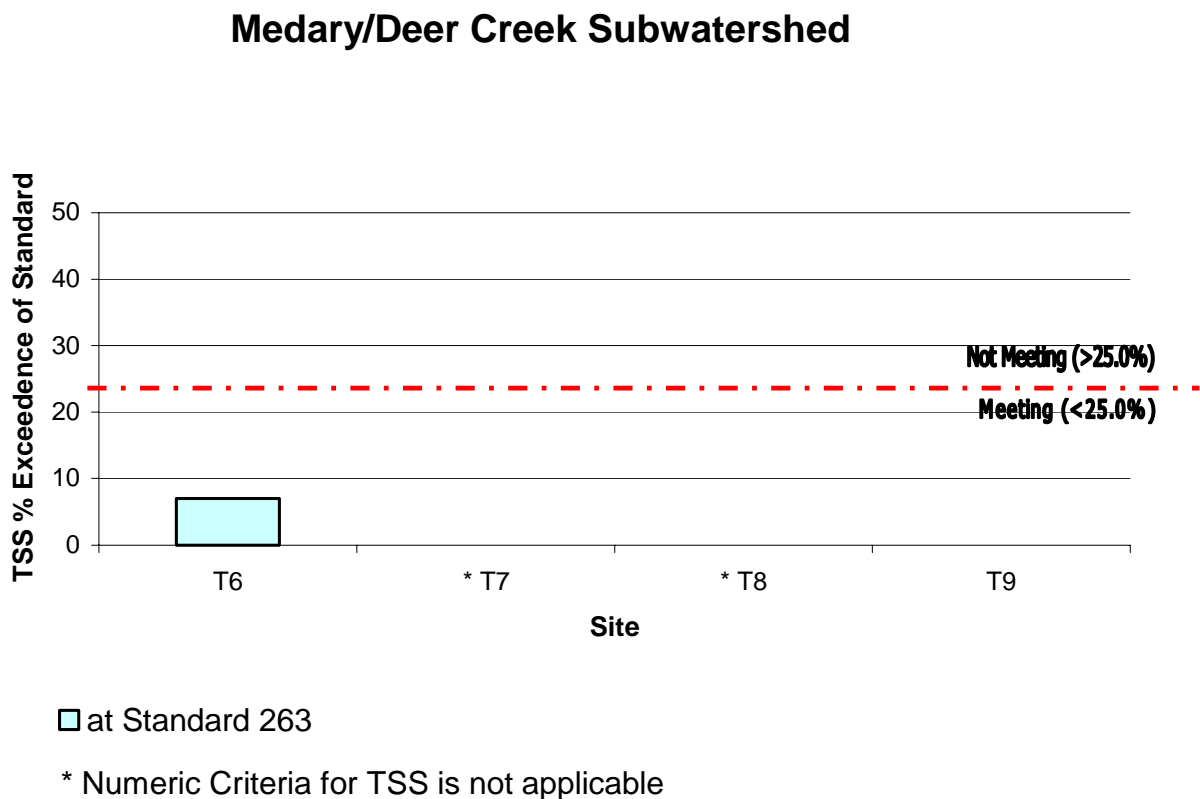 Medary/Deer Creek Subwatershed
TSS % Exceedence of Standard
50
40
30
20
10
0
Not Meeting (>25.0%)
Meeting (<25.0%)
T6
* T7
* T8
T9
Site
at Standard 263
* Numeric Criteria for TSS is not applicable